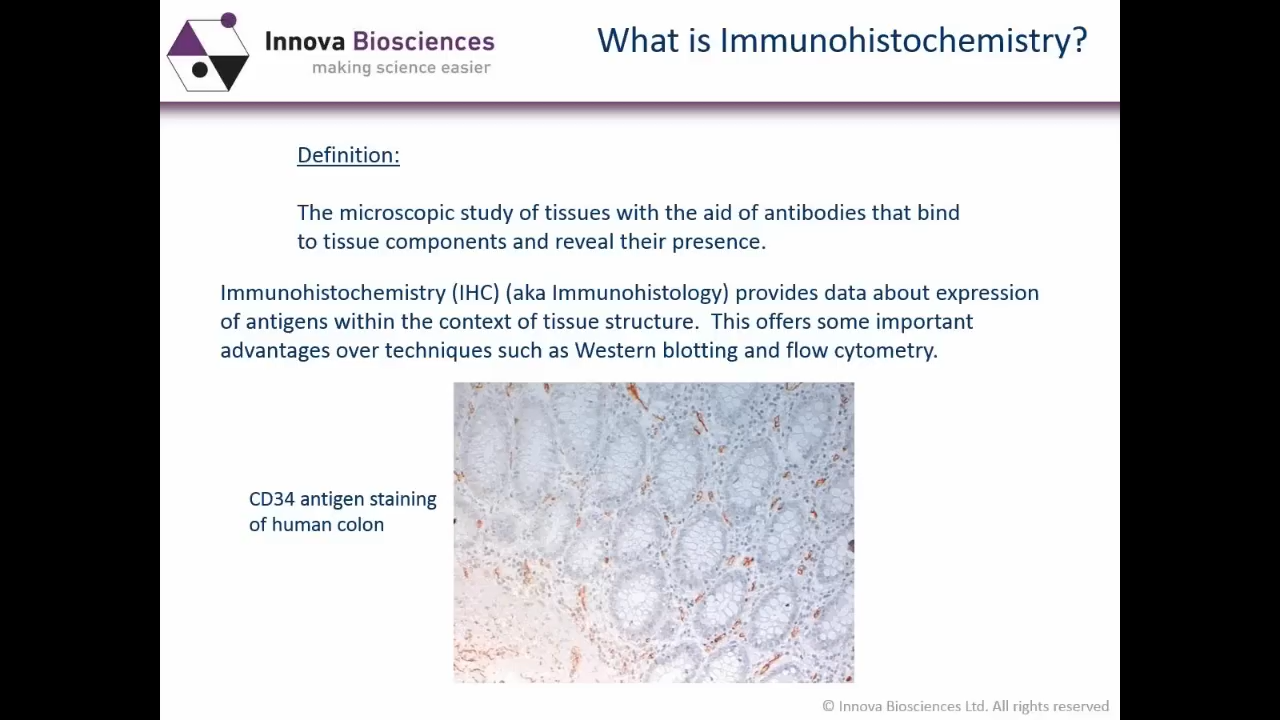 Innova Biosciences
making science easier
What is Immunohistochemistry?
Definition:
The microscopic study of tissues with the aid of antibodies that bind
to tissue components and reveal their presence.
Immunohistochemistry (IHC) (aka Immunohistology) provides data about expression
of antigens within the context of tissue structure.  This offers some important
advantages over techniques such as Western blotting and flow cytometry.
CD34 antigen staining
of human colon
© Innova Biosciences Ltd. All rights reserved